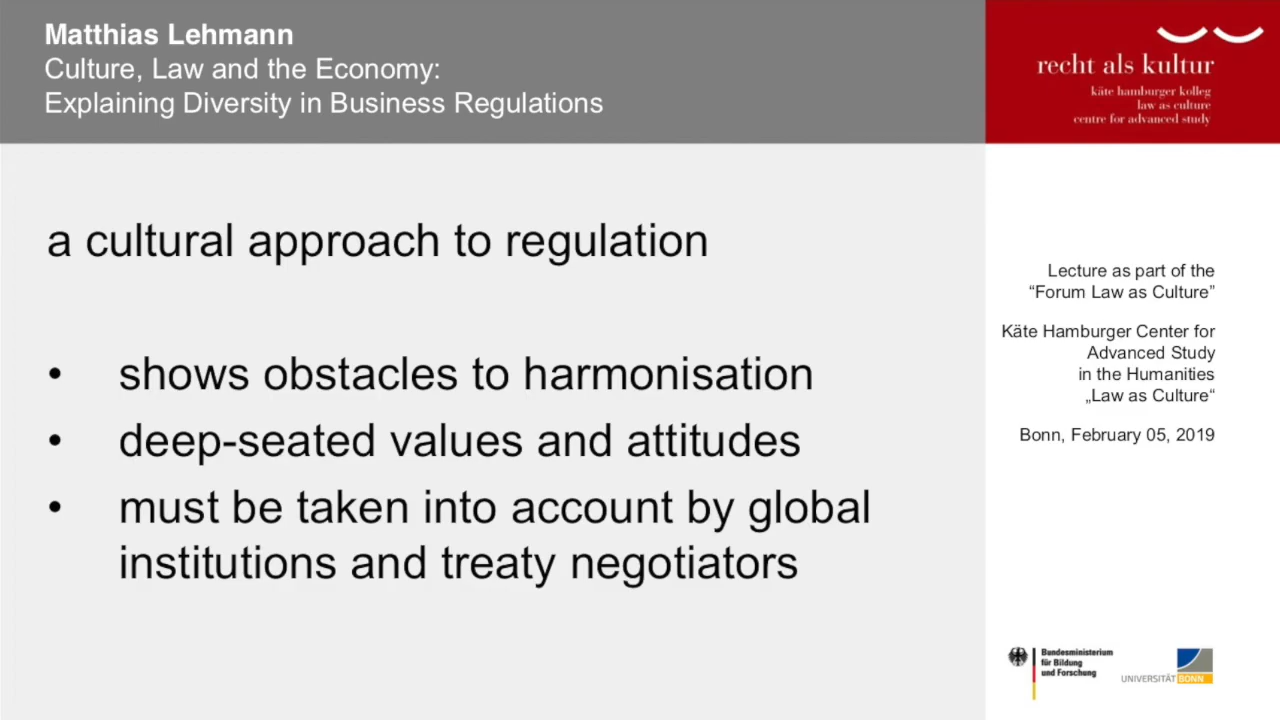 Matthias Lehmann
Culture, Law and the Economy:
Explaining Diversity in Business Regulations
recht als kultur
käte hamburger kolleg
law as culture
centre for advanced study
a cultural approach to regulation
• shows obstacles to harmonisation
• deep-seated values and attitudes
• must be taken into account by global
institutions and treaty negotiators
Lecture as part of the
“Forum Law as Culture”
Käte Hamburger Center for
Advanced Study
in the Humanities
„Law as Culture“
Bonn, February 05, 2019
Bundesministerium
für Bildung
und Forschung
UNIVERSITÄT BONN